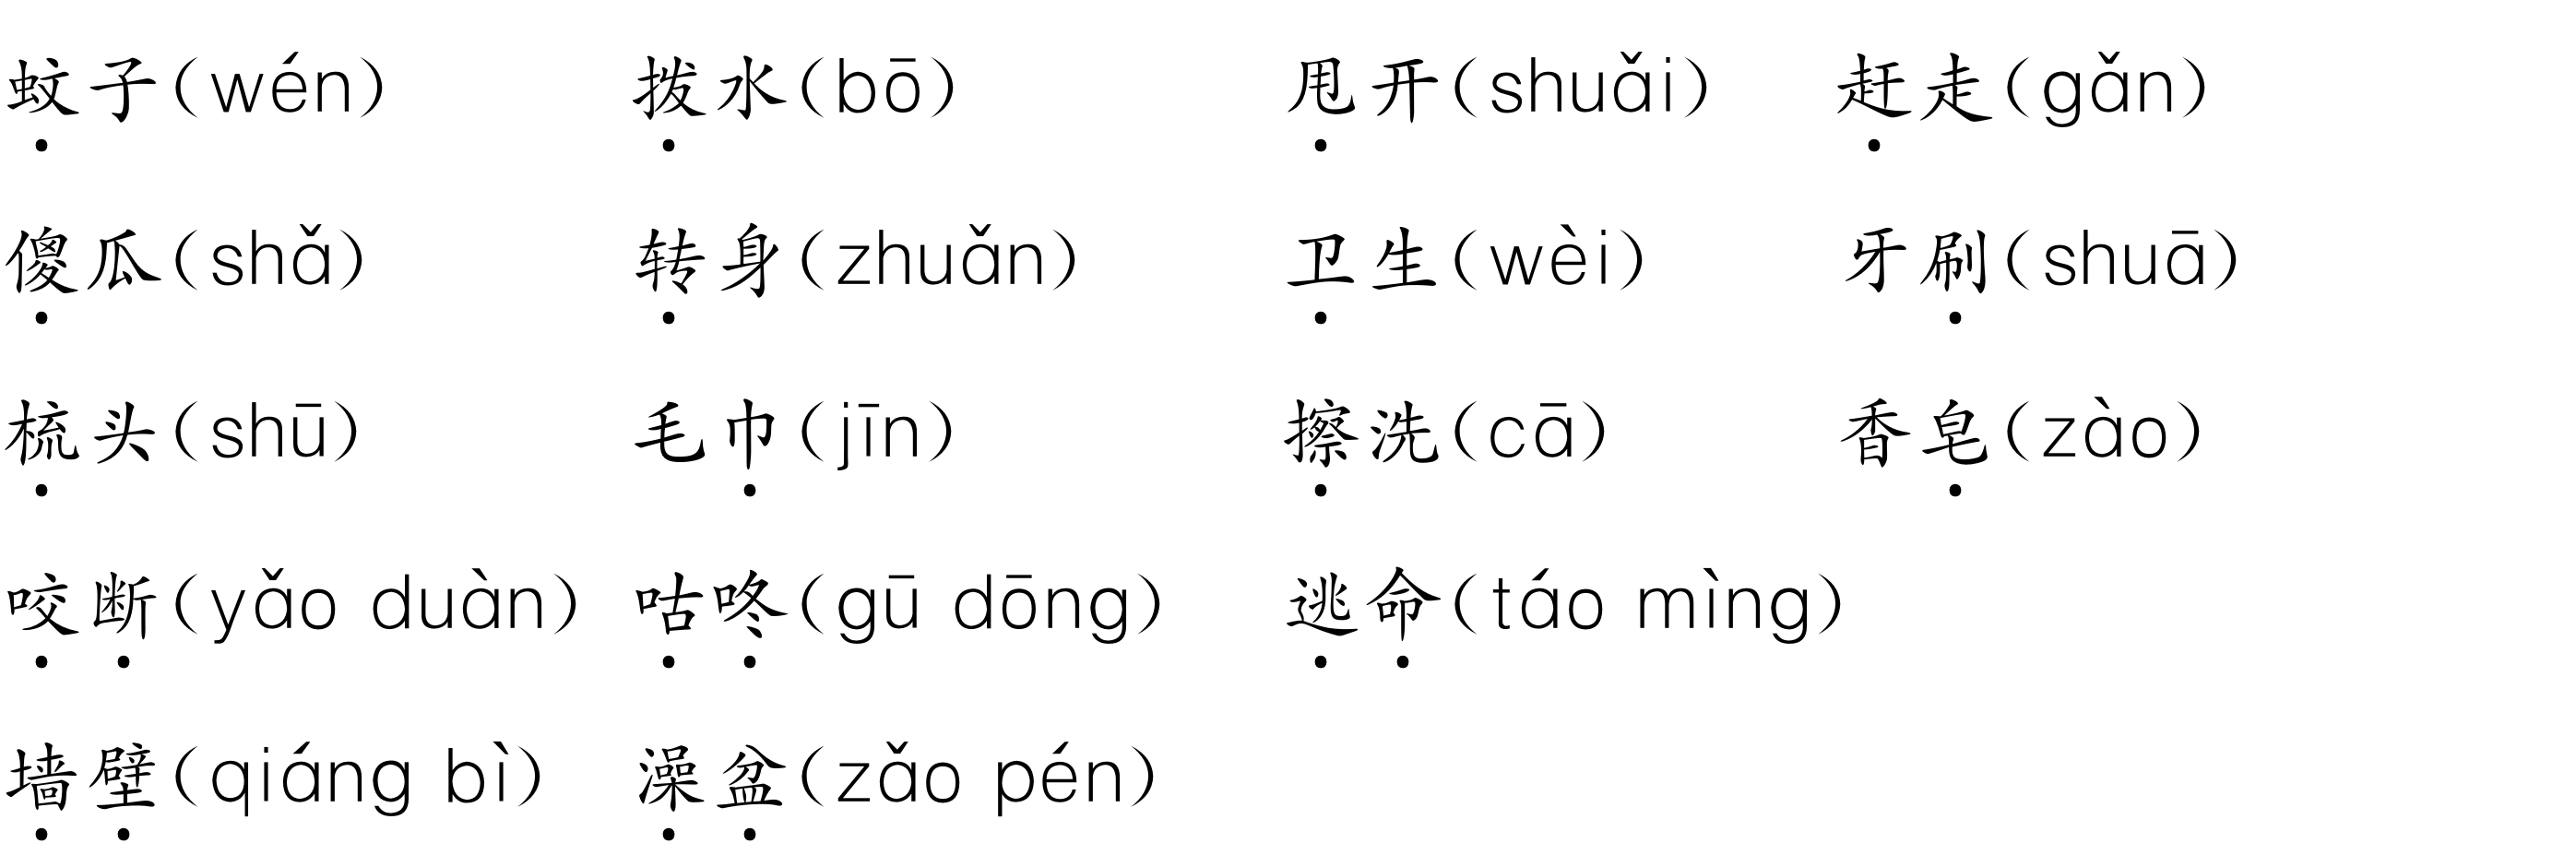 蚊子(wén) 拨水(bō) 甩开(shuǎi) 赶走(gǎn)
傻瓜(shǎ) 转身(zhuǎn) 卫生(wèi) 牙刷(shuā)
梳头(shū) 毛巾(jīn) 擦洗(cā) 香皂(zào)
咬断(yǎo duàn) 咕咚(gū dōng) 逃命(táo mìng)
墙壁(qiáng bì) 澡盆(zǎo pén)